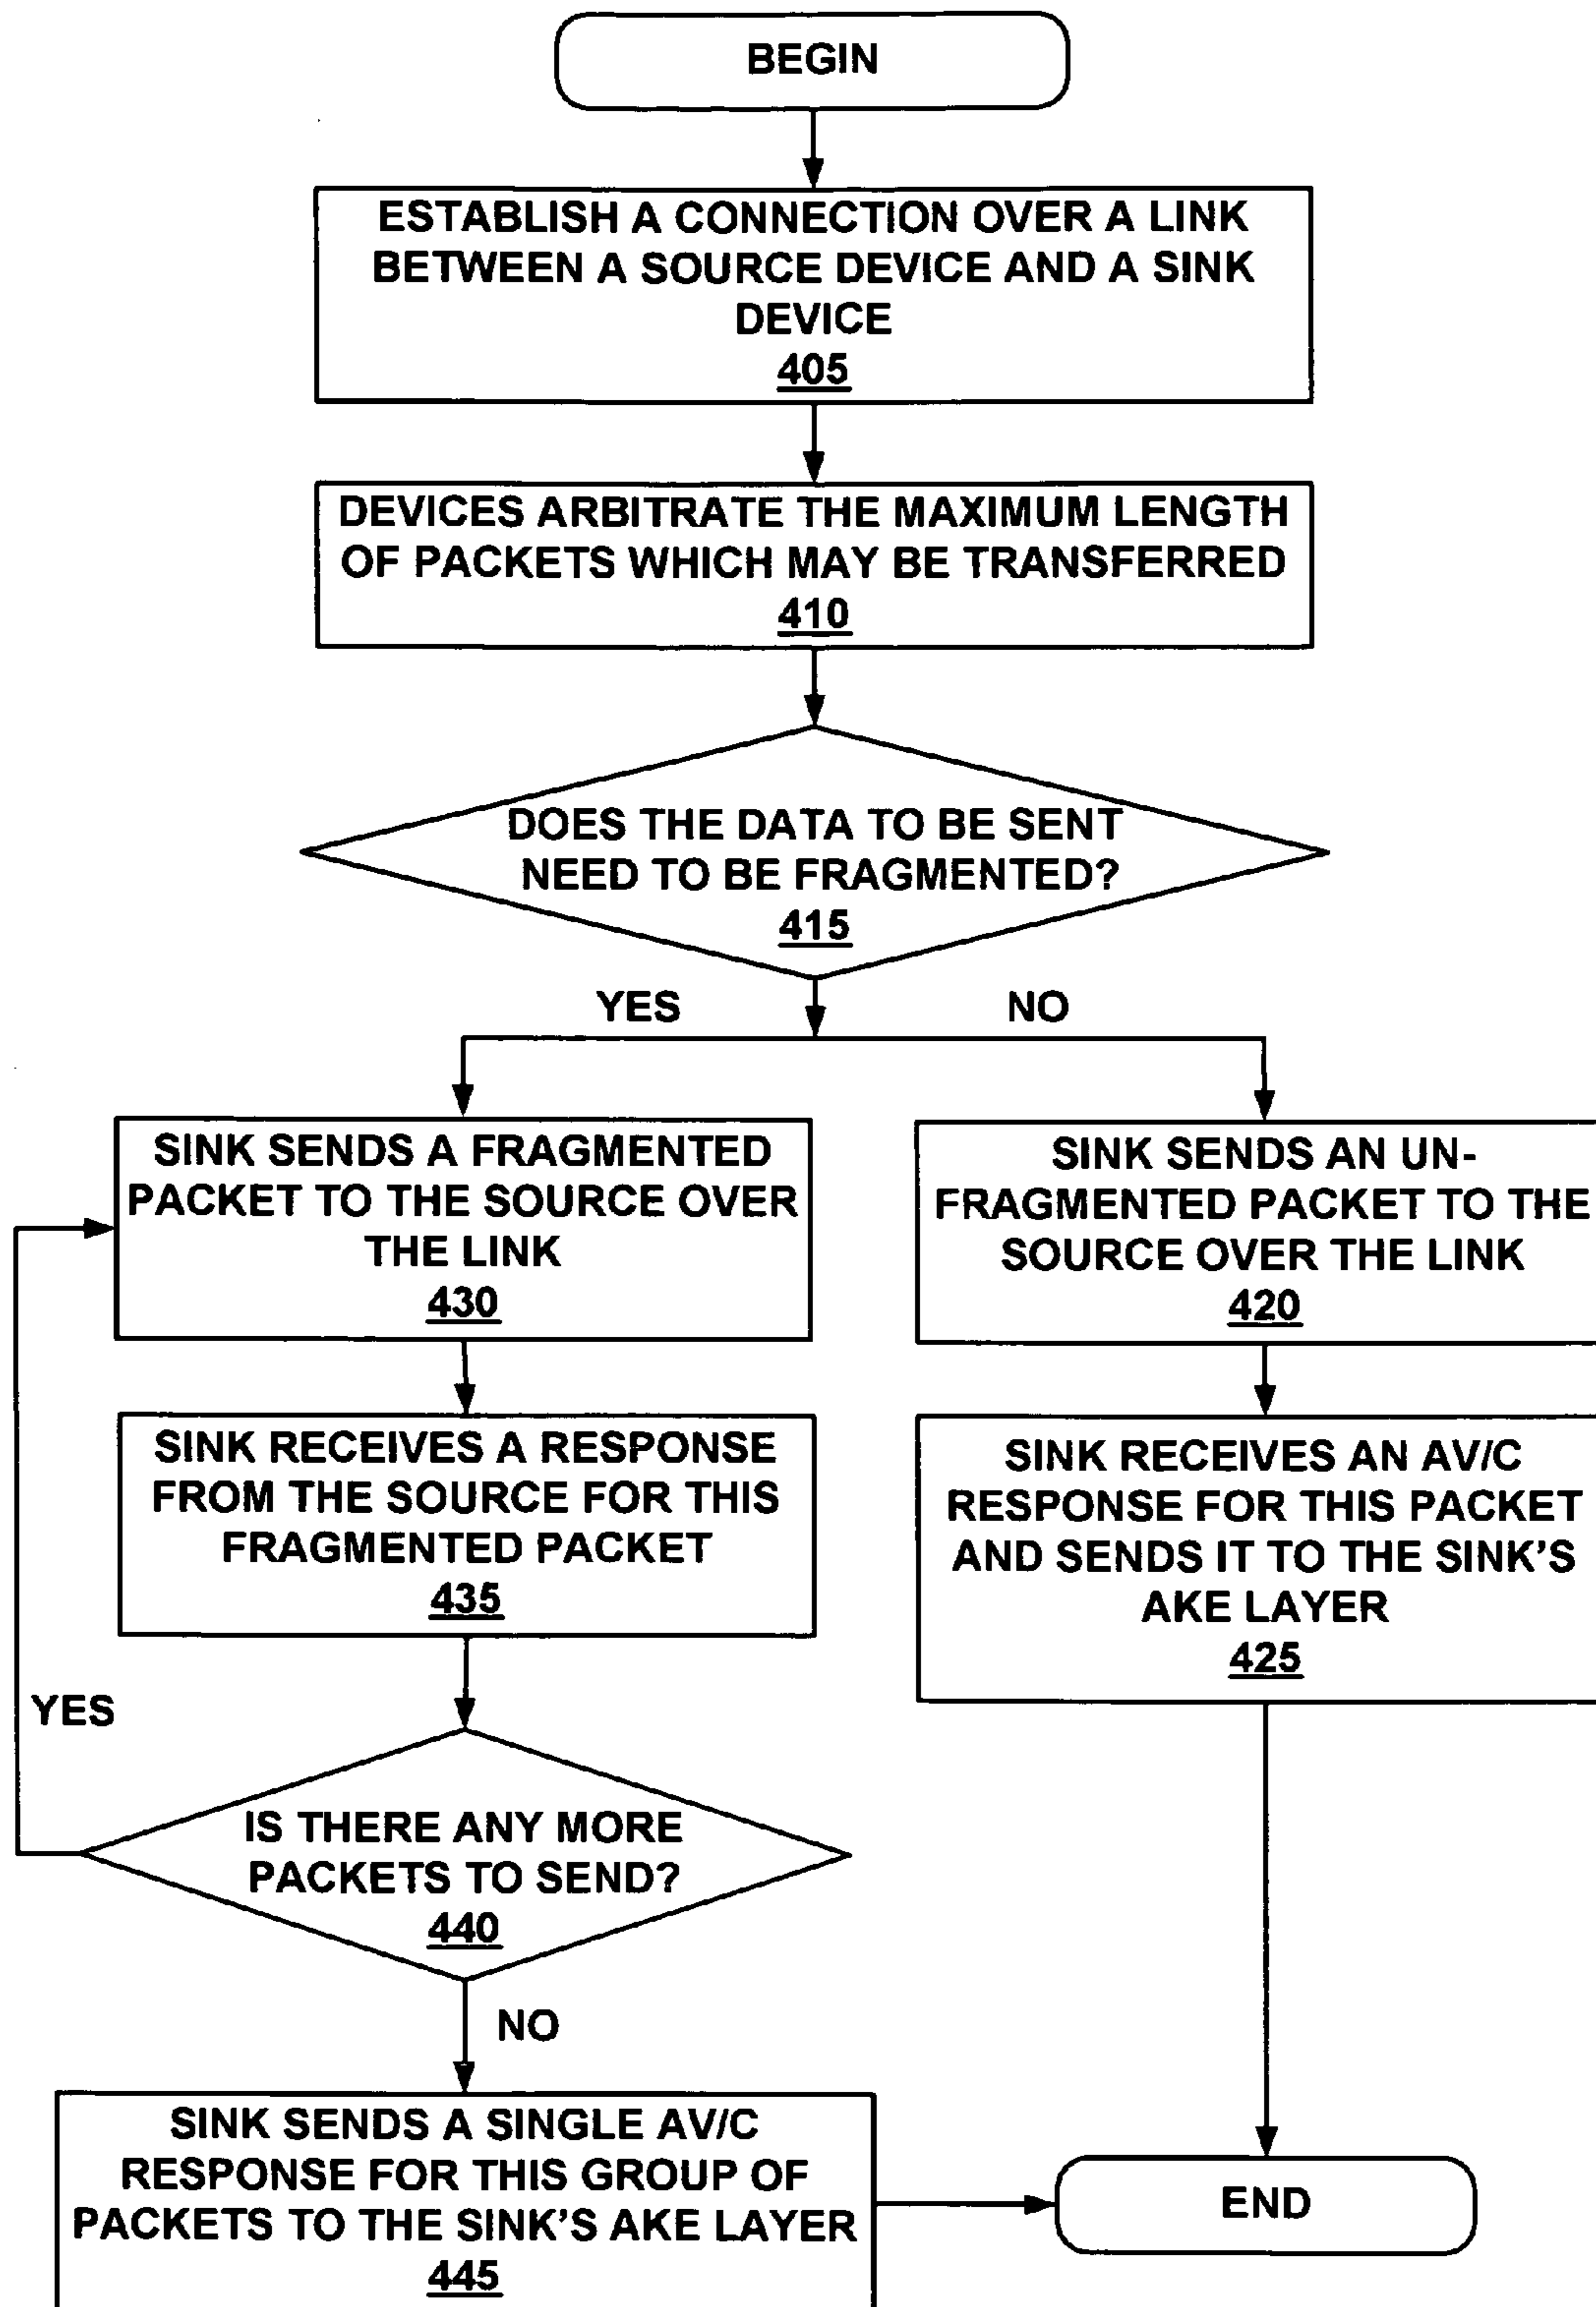 BEGIN
ESTABLISH A CONNECTION OVER A LINK
BETWEEN A SOURCE DEVICE AND A SINK
DEVICE
405
DEVICES ARBITRATE THE MAXIMUM LENGTH
OF PACKETS WHICH MAY BE TRANSFERRED
410
DOES THE DATA TO BE SENT
NEED TO BE FRAGMENTED?
415
YES
NO
SINK SENDS A FRAGMENTED
PACKET TO THE SOURCE OVER
THE LINK
430
SINK SENDS AN UN-
FRAGMENTED PACKET TO THE
SOURCE OVER THE LINK
420
SINK RECEIVES A RESPONSE
FROM THE SOURCE FOR THIS
FRAGMENTED PACKET
435
SINK RECEIVES AN AV/C
RESPONSE FOR THIS PACKET
AND SENDS IT TO THE SINK'S
AKE LAYER
425
YES
IS THERE ANY MORE
PACKETS TO SEND?
440
NO
SINK SENDS A SINGLE AV/C
RESPONSE FOR THIS GROUP OF
PACKETS TO THE SINK'S AKE LAYER
445
END